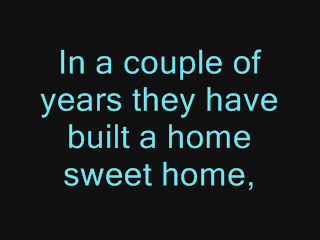 In a couple of
years they have
built a home
sweet home,